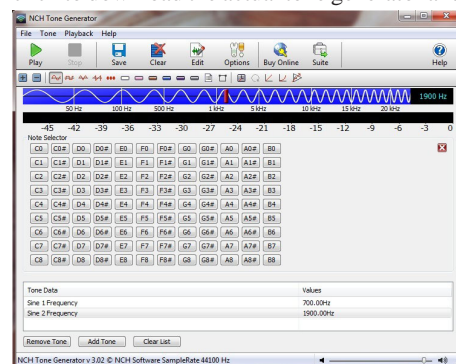 NCH Tone Generator
File Tone Playback Help
Play Stop Save Clear Edit Options Buy Online Suite Help
1900 Hz
50 Hz 100 Hz 500 Hz 1 kHz 5 kHz 10 kHz 15 kHz 20 kHz
-45 -42 -39 -36 -33 -30 -27 -24 -21 -18 -15 -12 -9 -6 -3 0
Note Selector
C0 C0# D0 D0# E0 F0 F0# G0 G0# A0 A0# B0
C1 C1# D1 D1# E1 F1 F1# G1 G1# A1 A1# B1
C2 C2# D2 D2# E2 F2 F2# G2 G2# A2 A2# B2
C3 C3# D3 D3# E3 F3 F3# G3 G3# A3 A3# B3
C4 C4# D4 D4# E4 F4 F4# G4 G4# A4 A4# B4
C5 C5# D5 D5# E5 F5 F5# G5 G5# A5 A5# B5
C6 C6# D6 D6# E6 F6 F6# G6 G6# A6 A6# B6
C7 C7# D7 D7# E7 F7 F7# G7 G7# A7 A7# B7
C8 C8# D8 D8# E8 F8 F8# G8 G8# A8 A8# B8
Tone Data Values
Sine 1 Frequency 700.00Hz
Sine 2 Frequency 1900.00Hz
Remove Tone Add Tone Clear List
NCH Tone Generator v 3.02 © NCH Software SampleRate 44100 Hz